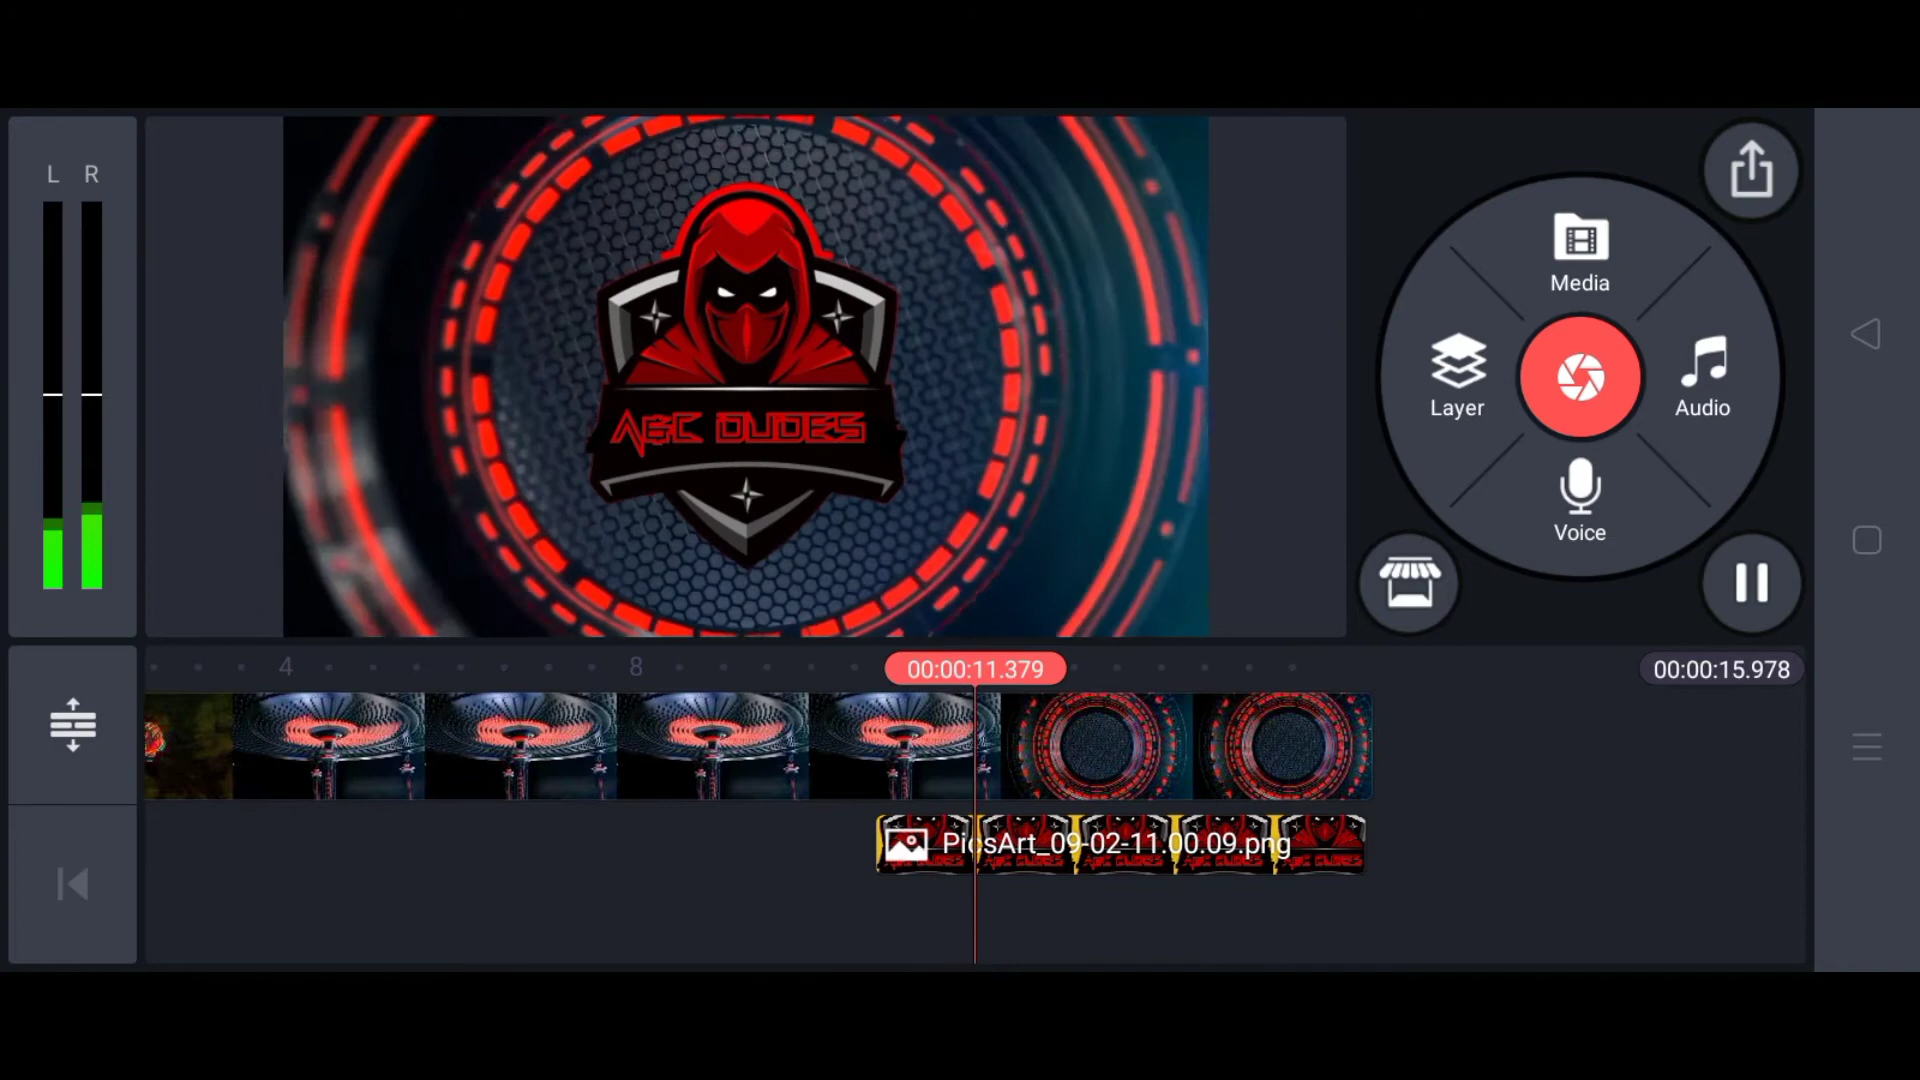 L R
ABC DUDES
Media
Layer
Audio
Voice
4
8
00:00:11.379
00:00:15.978
PicsArt_09-02-11.00.09.png